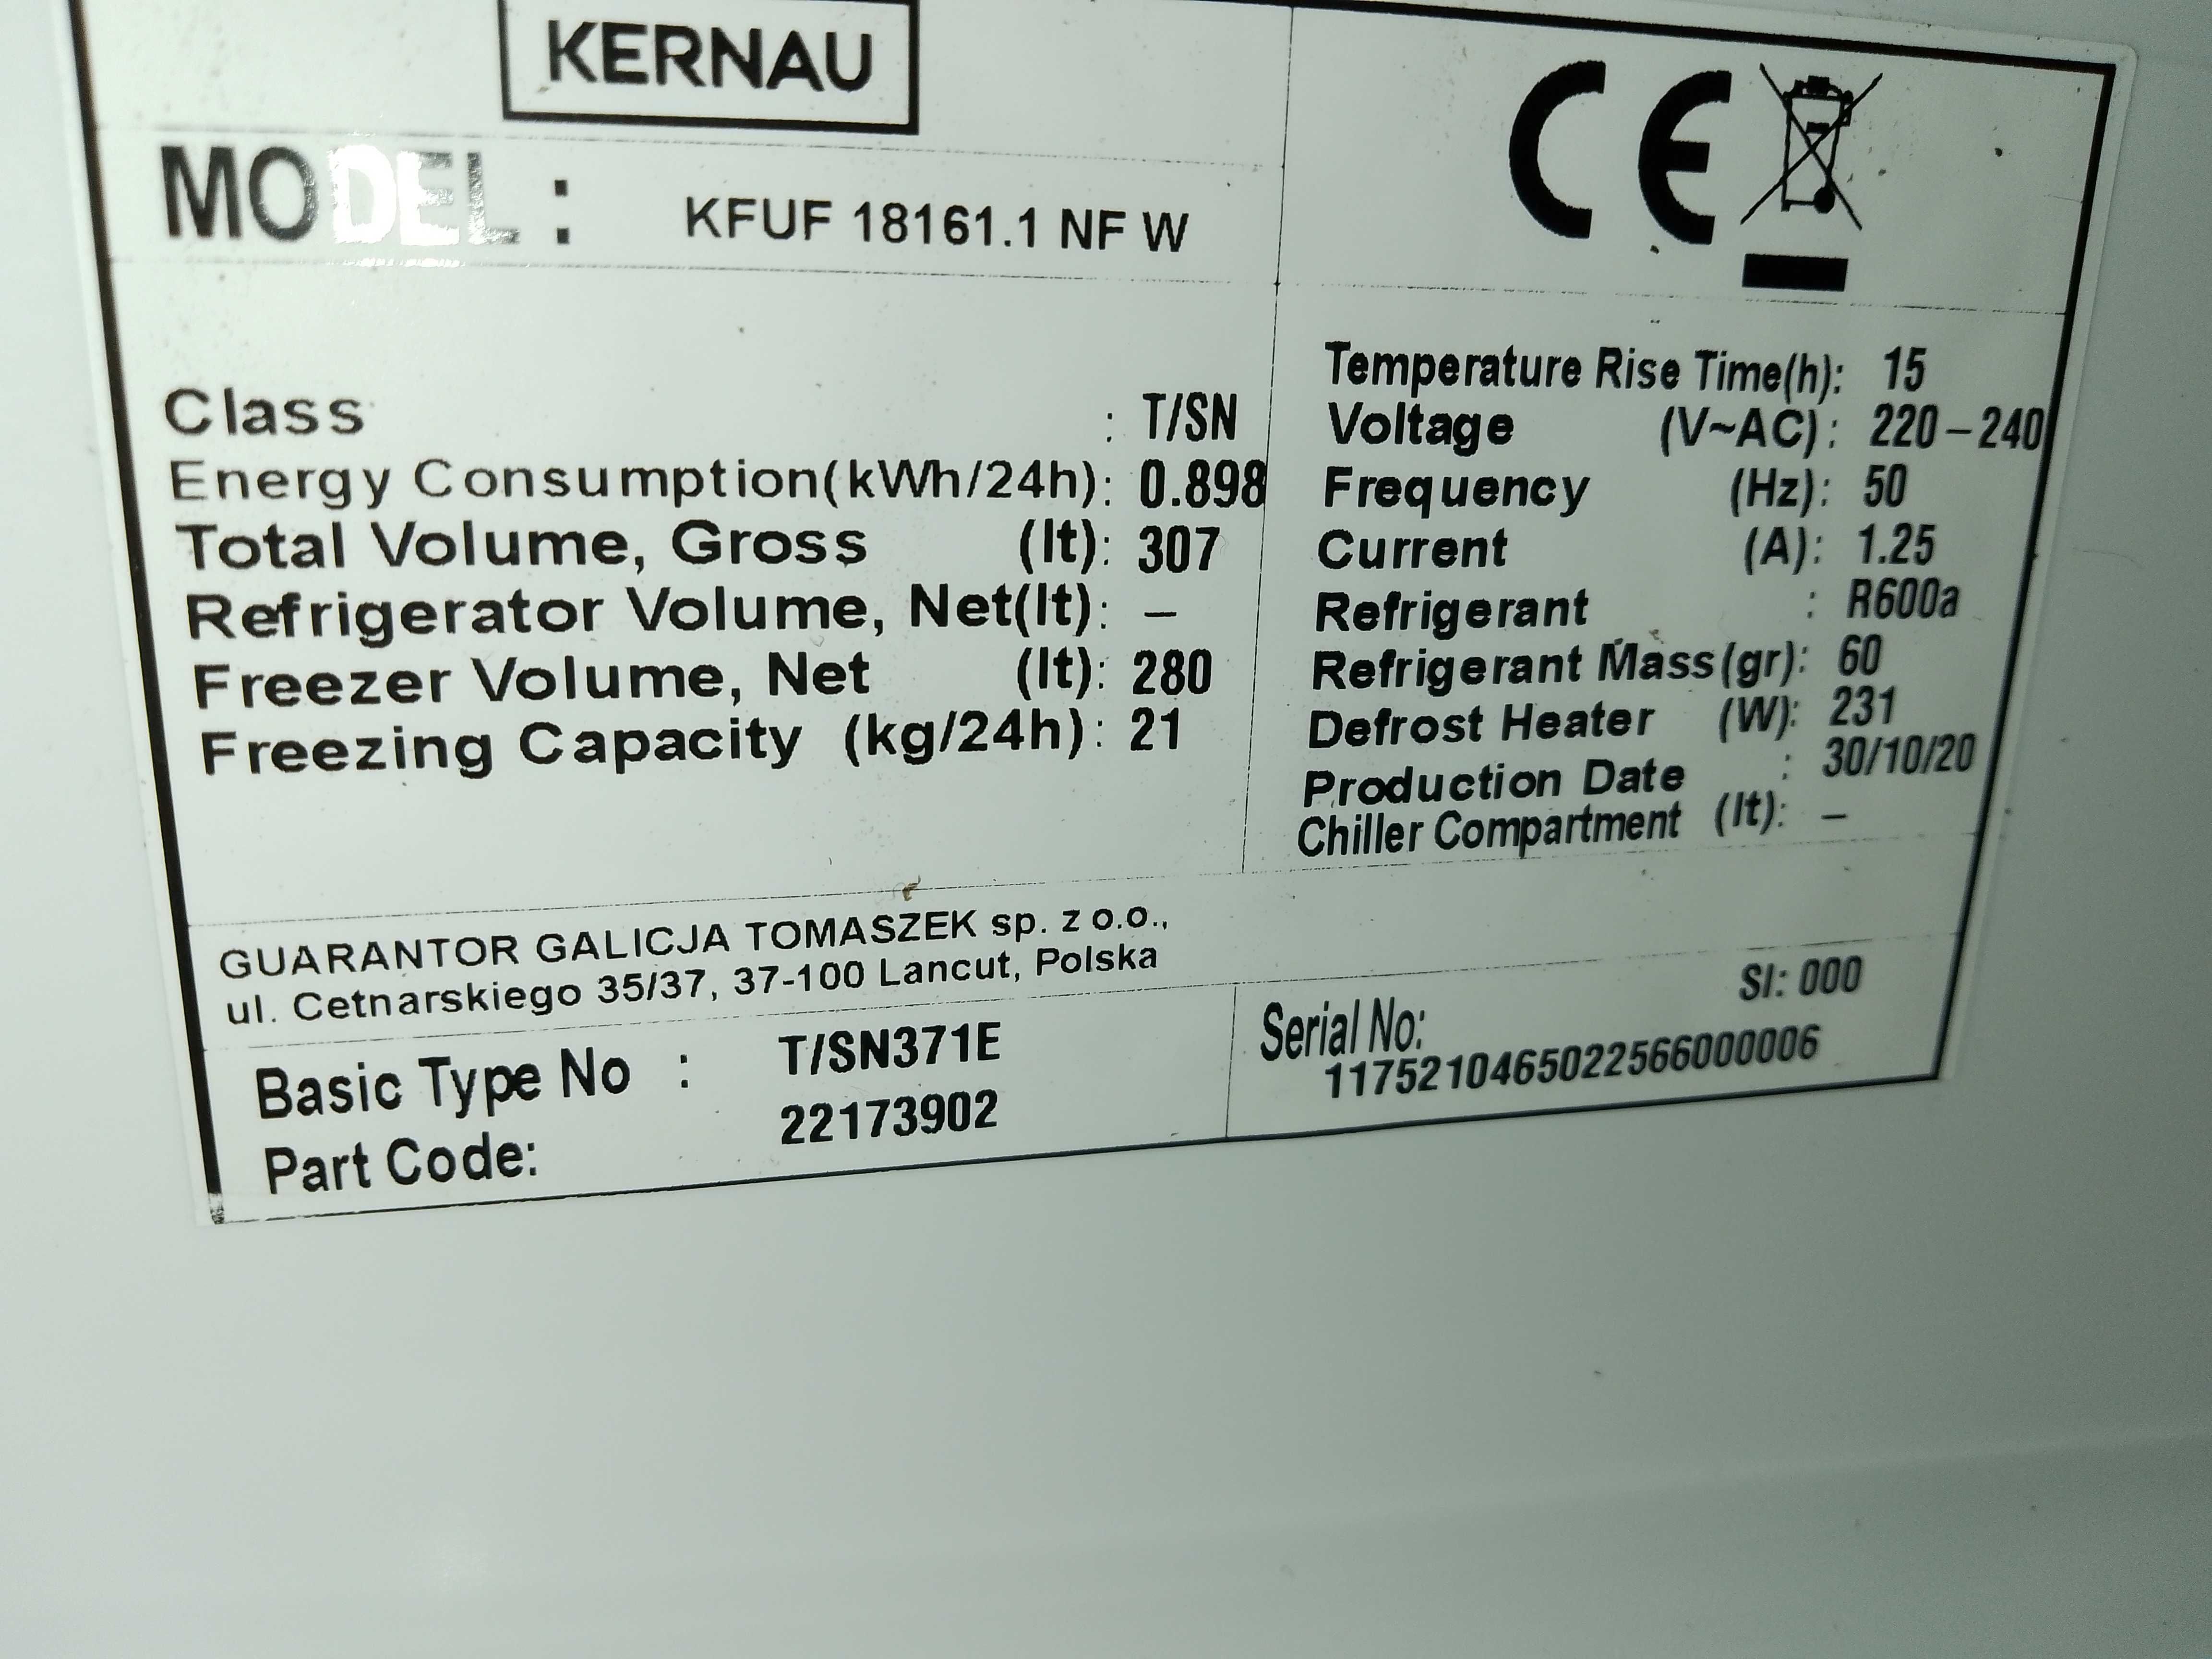 KERNAU
MODEL: KFUF 18161.1 NF W
CE
Class : T/SN
Energy Consumption(kWh/24h): 0.898
Total Volume, Gross (lt): 307
Refrigerator Volume, Net(lt): –
Freezer Volume, Net (lt): 280
Freezing Capacity (kg/24h): 21
Temperature Rise Time(h): 15
Voltage (V~AC): 220–240
Frequency (Hz): 50
Current (A): 1.25
Refrigerant : R600a
Refrigerant Mass(gr): 60
Defrost Heater (W): 231
Production Date : 30/10/20
Chiller Compartment (lt): –
GUARANTOR GALICJA TOMASZEK sp. z o.o.,
ul. Cetnarskiego 35/37, 37-100 Lancut, Polska
Basic Type No : T/SN371E
Part Code: 22173902
SI: 000
Serial No:
1175210465022566000006